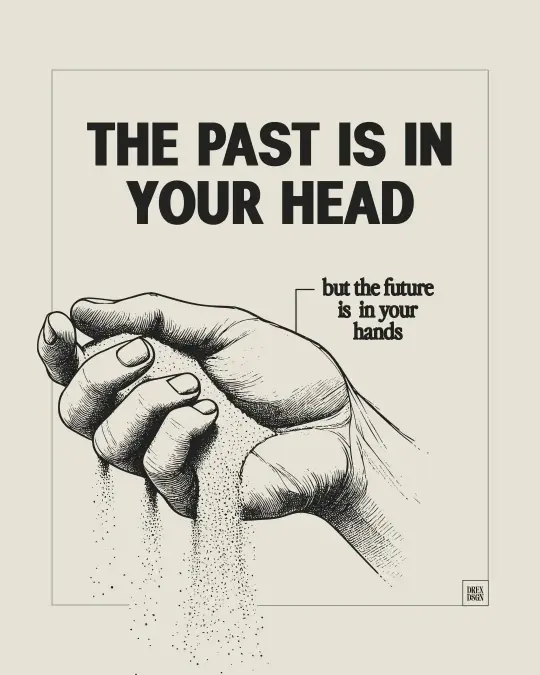 THE PAST IS IN
YOUR HEAD
but the future
is in your
hands
DREX
DSGN